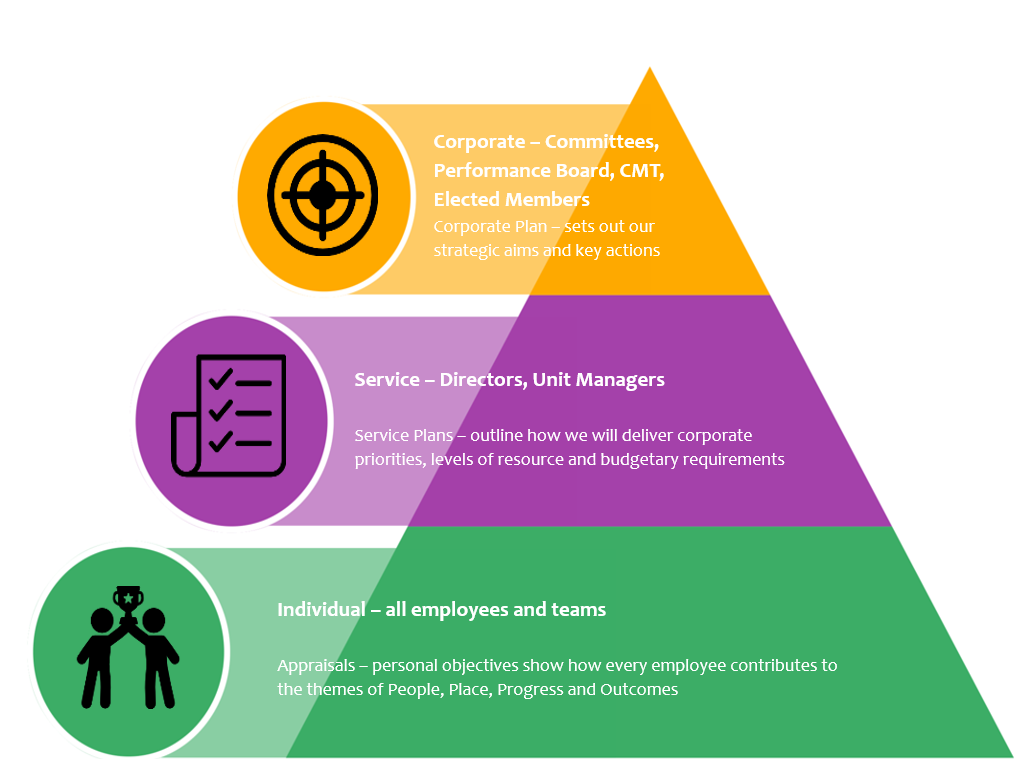 Corporate – Committees,
Performance Board, CMT,
Elected Members
Corporate Plan – sets out our
strategic aims and key actions
Service – Directors, Unit Managers
Service Plans – outline how we will deliver corporate
priorities, levels of resource and budgetary requirements
Individual – all employees and teams
Appraisals – personal objectives show how every employee contributes to
the themes of People, Place, Progress and Outcomes